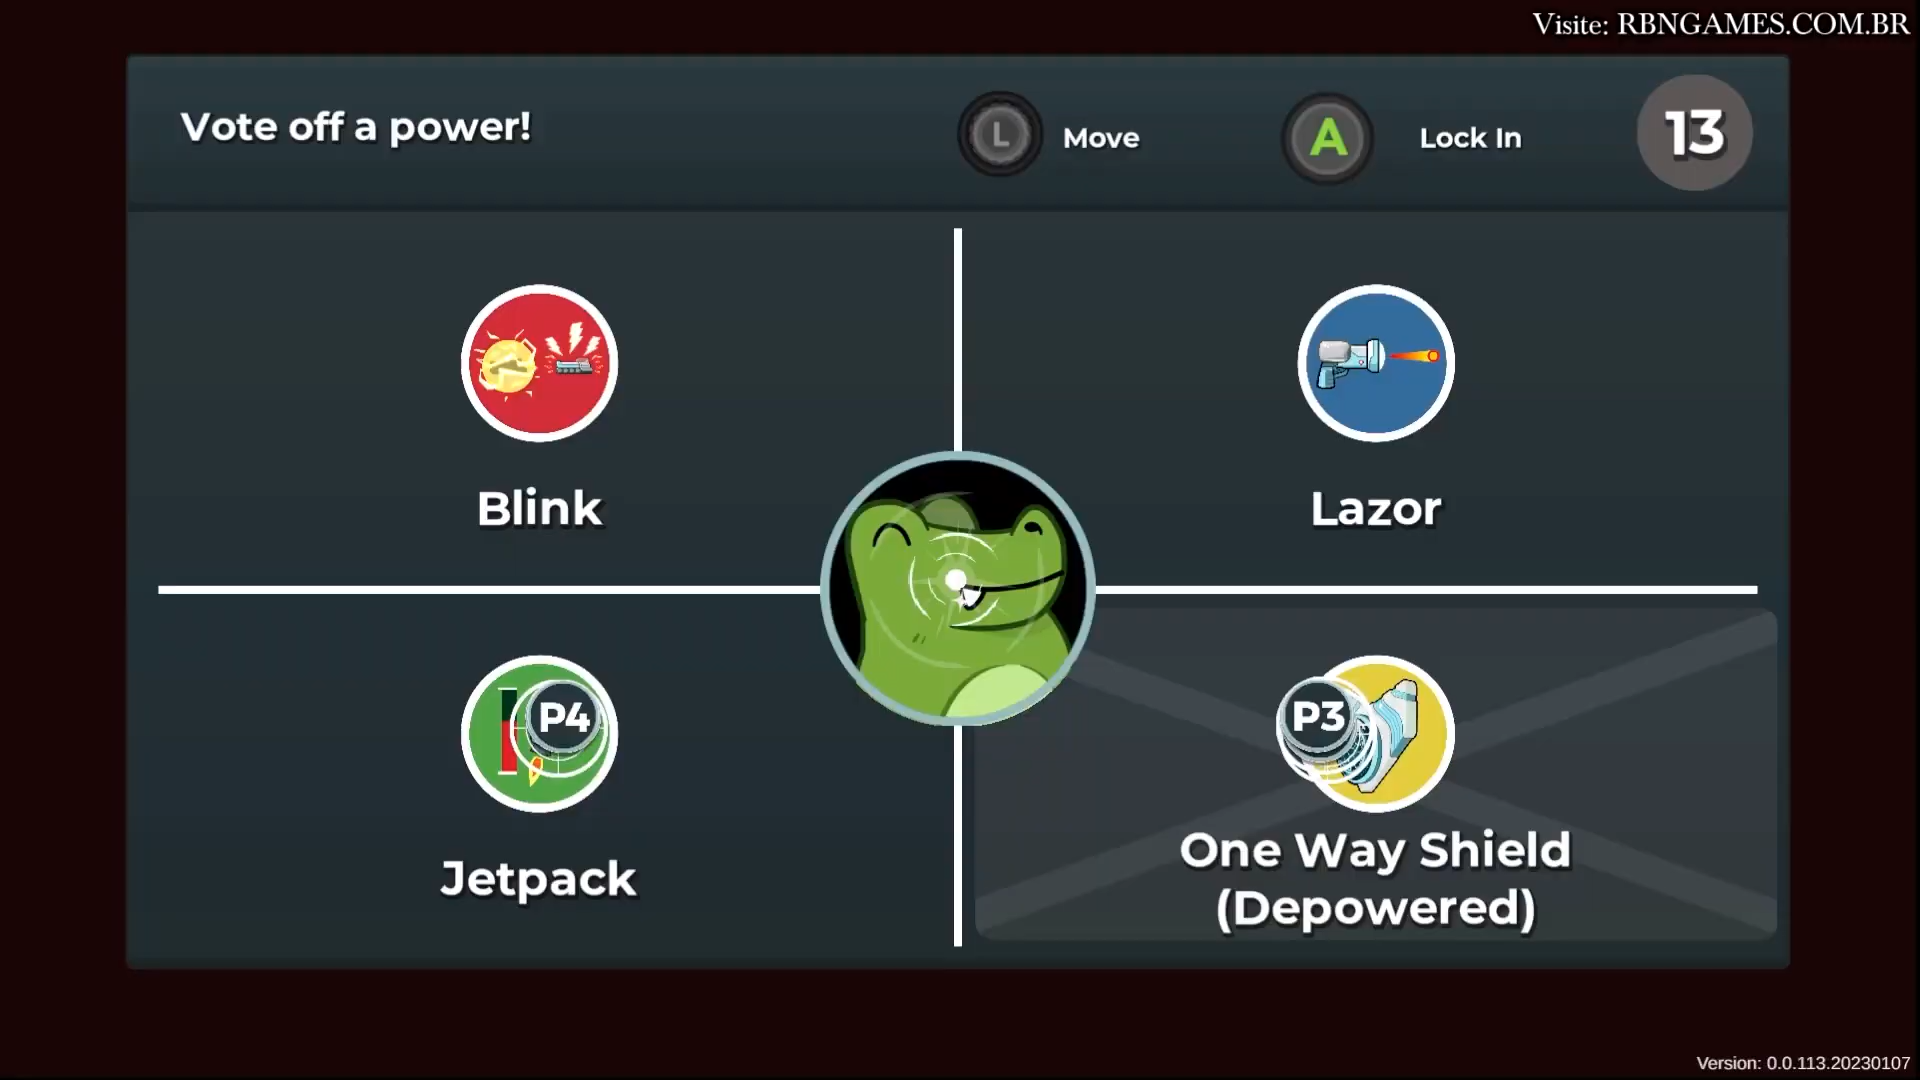 Visite: RBNGAMES.COM.BR
Vote off a power!
L Move
A Lock In
13
Blink
Lazor
P4
Jetpack
P3
One Way Shield
(Depowered)
Version: 0.0.113.20230107